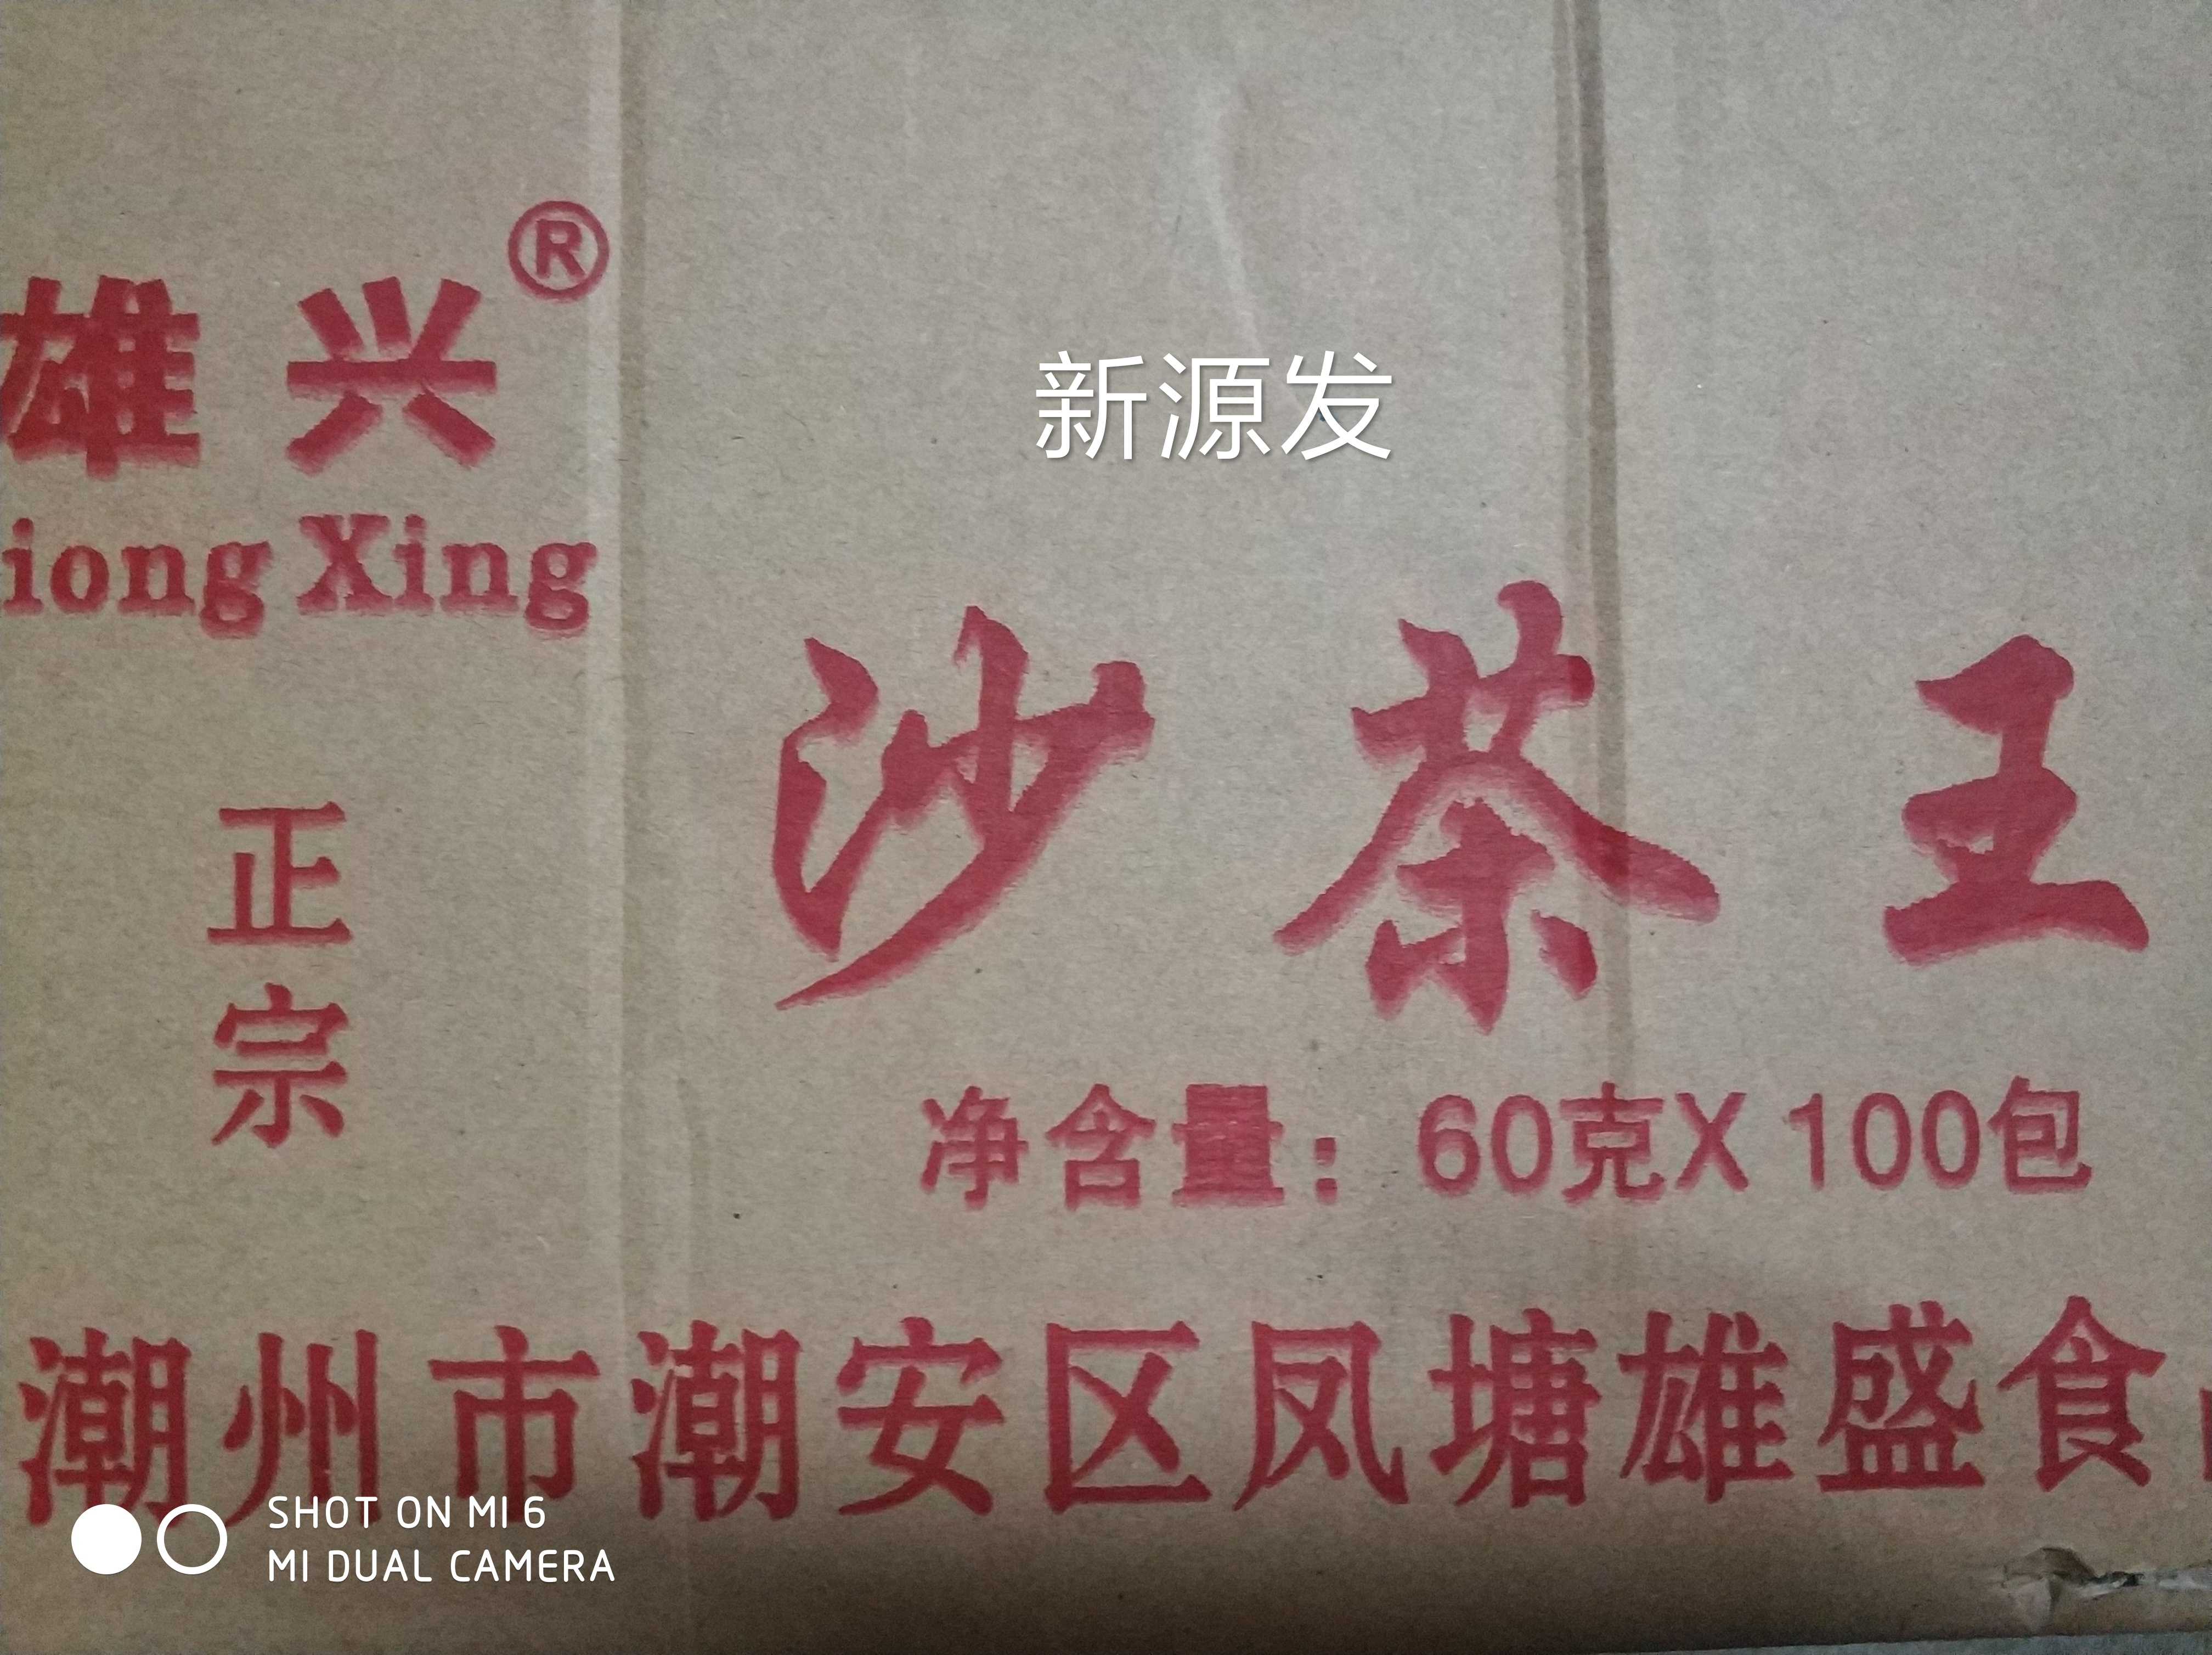 ®
雄兴
iong Xing
新源发
沙茶王
正宗
净含量：60克X100包
潮州市潮安区凤塘雄盛食
SHOT ON MI 6
MI DUAL CAMERA